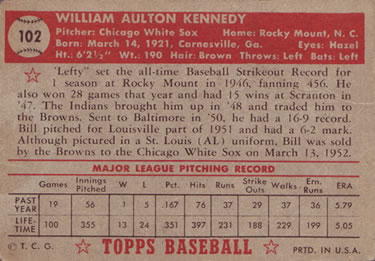 102
WILLIAM AULTON KENNEDY
Pitcher: Chicago White Sox Home: Rocky Mount, N. C.
Born: March 14, 1921, Carnesville, Ga. Eyes: Hazel
Ht.: 6'2" Wt.: 190 Hair: Brown Throws: Left Bats: Left
'Lefty" set the all-time Baseball Strikeout Record for
1 season at Rocky Mount in 1946, fanning 456. He
also won 28 games that year and had 15 wins at Scranton in
'47. The Indians brought him up in '48 and traded him to
the Browns. Sent to Baltimore in '50, he had a 16-9 record.
Bill pitched for Louisville part of 1951 and had a 6-2 mark.
Although pictured in a St. Louis (AL) uniform, Bill was sold
by the Browns to the Chicago White Sox on March 13, 1952.
MAJOR LEAGUE PITCHING RECORD
Games Innings Pitched W L Pct. Hits Runs Strike Outs Walks Ern. Runs ERA
PAST YEAR 19 56 1 5 .167 76 37 29 37 36 5.79
LIFE-TIME 100 355 13 24 .351 397 231 188 229 199 5.05
© T. C. G. TOPPS BASEBALL PRTD. IN U.S.A.